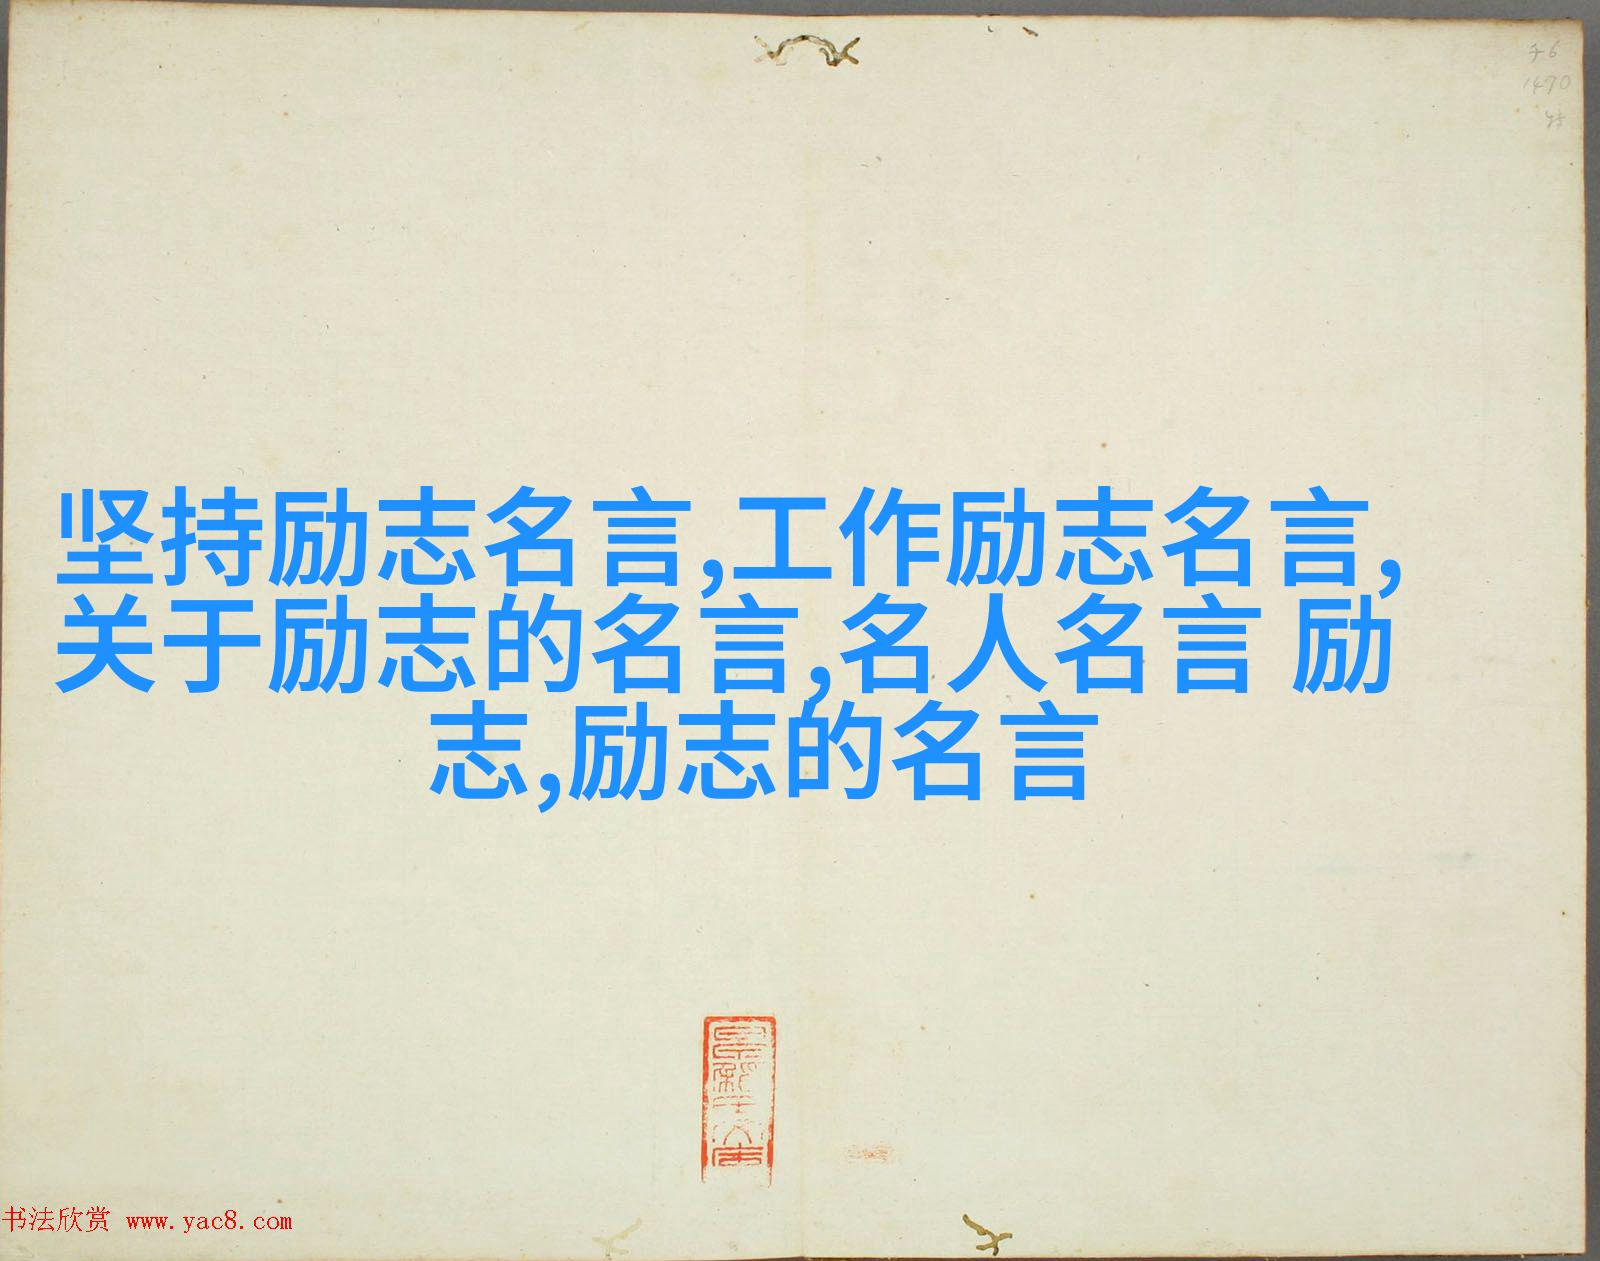 坚持励志名言,工作励志名言,
关于励志的名言,名人名言 励
志,励志的名言
1470
书法欣赏 www.yac8.com